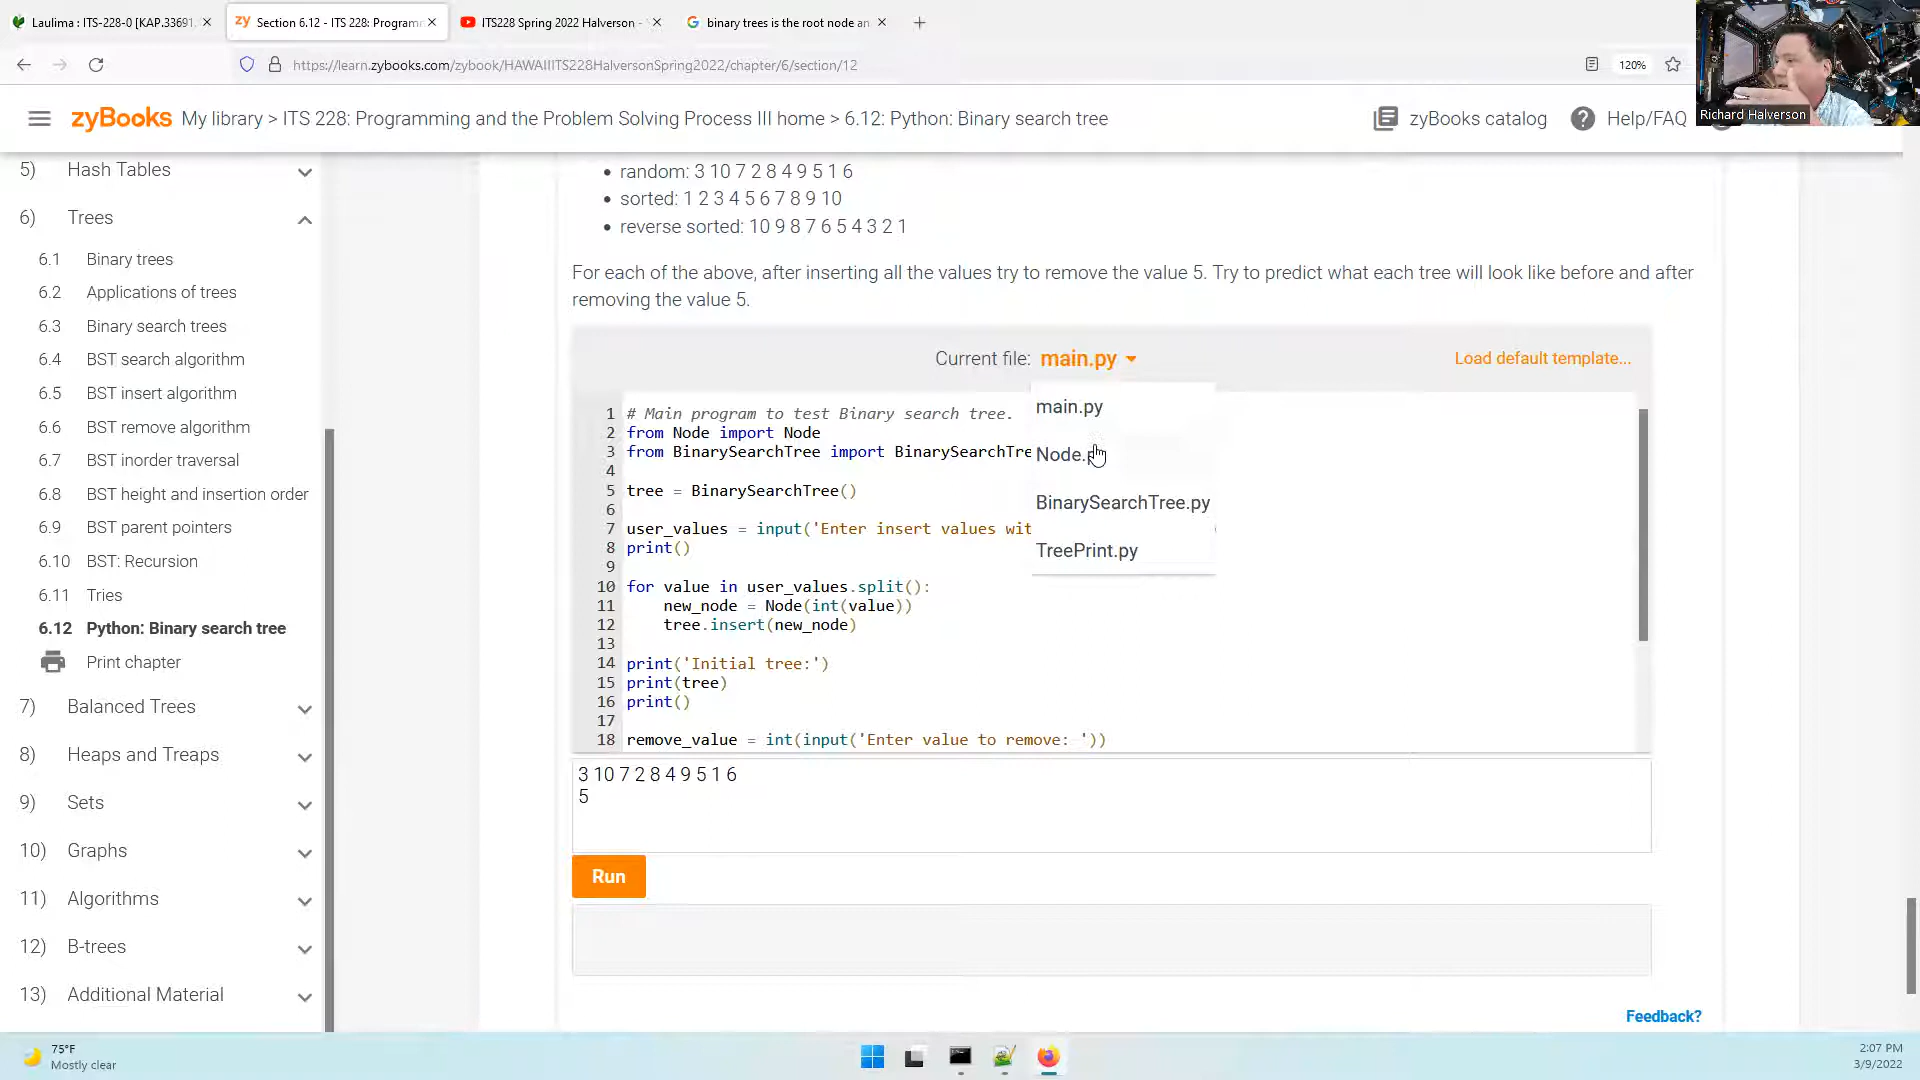 Laulima : ITS-228-0 [KAP.33691.
zy Section 6.12 - ITS 228: Program
ITS228 Spring 2022 Halverson -
binary trees is the root node an
https://learn.zybooks.com/zybook/HAWAIIITS228HalversonSpring2022/chapter/6/section/12
120%
Richard Halverson
zyBooks My library > ITS 228: Programming and the Problem Solving Process III home > 6.12: Python: Binary search tree
zyBooks catalog
Help/FAQ
5) Hash Tables
6) Trees
6.1 Binary trees
6.2 Applications of trees
6.3 Binary search trees
6.4 BST search algorithm
6.5 BST insert algorithm
6.6 BST remove algorithm
6.7 BST inorder traversal
6.8 BST height and insertion order
6.9 BST parent pointers
6.10 BST: Recursion
6.11 Tries
6.12 Python: Binary search tree
Print chapter
7) Balanced Trees
8) Heaps and Treaps
9) Sets
10) Graphs
11) Algorithms
12) B-trees
13) Additional Material
• random: 3 10 7 2 8 4 9 5 1 6
• sorted: 1 2 3 4 5 6 7 8 9 10
• reverse sorted: 10 9 8 7 6 5 4 3 2 1
For each of the above, after inserting all the values try to remove the value 5. Try to predict what each tree will look like before and after
removing the value 5.
Current file: main.py
Load default template...
main.py
Node.p
BinarySearchTree.py
TreePrint.py
1 # Main program to test Binary search tree.
2 from Node import Node
3 from BinarySearchTree import BinarySearchTre
4
5 tree = BinarySearchTree()
6
7 user_values = input('Enter insert values wit
8 print()
9
10 for value in user_values.split():
11 new_node = Node(int(value))
12 tree.insert(new_node)
13
14 print('Initial tree:')
15 print(tree)
16 print()
17
18 remove_value = int(input('Enter value to remove: '))
3 10 7 2 8 4 9 5 1 6
5
Run
Feedback?
75°F
Mostly clear
2:07 PM
3/9/2022